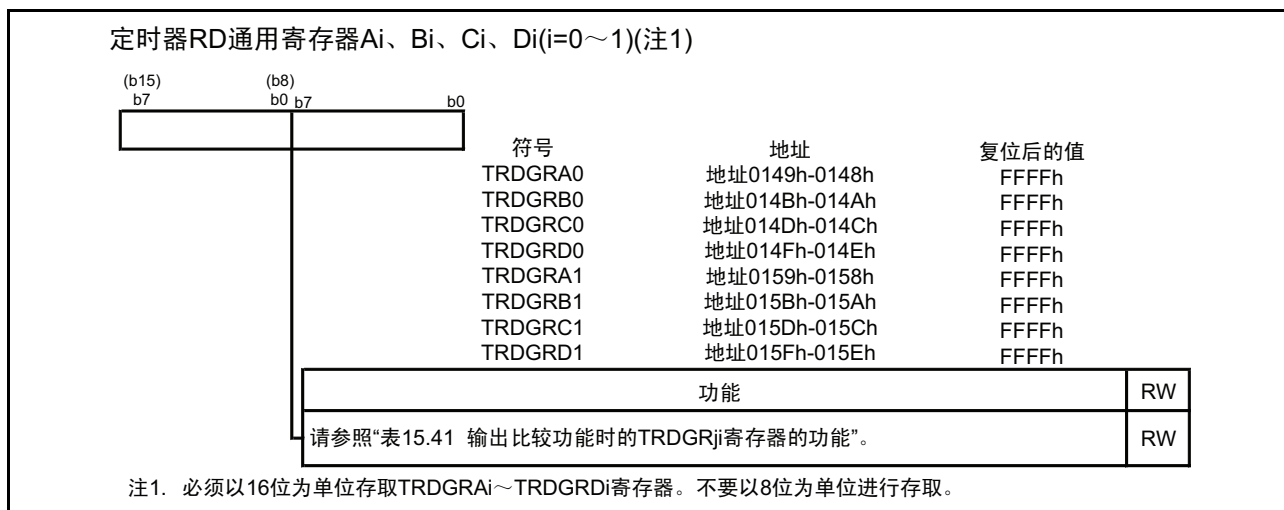 定时器RD通用寄存器Ai、Bi、Ci、Di(i=0～1)(注1)
(b15) (b8)
b7 b0 b7 b0
符号 地址 复位后的值
TRDGRA0 地址0149h-0148h FFFFh
TRDGRB0 地址014Bh-014Ah FFFFh
TRDGRC0 地址014Dh-014Ch FFFFh
TRDGRD0 地址014Fh-014Eh FFFFh
TRDGRA1 地址0159h-0158h FFFFh
TRDGRB1 地址015Bh-015Ah FFFFh
TRDGRC1 地址015Dh-015Ch FFFFh
TRDGRD1 地址015Fh-015Eh FFFFh
功能 RW
请参照“表15.41 输出比较功能时的TRDGRji寄存器的功能”。 RW
注1. 必须以16位为单位存取TRDGRAi～TRDGRDi寄存器。不要以8位为单位进行存取。